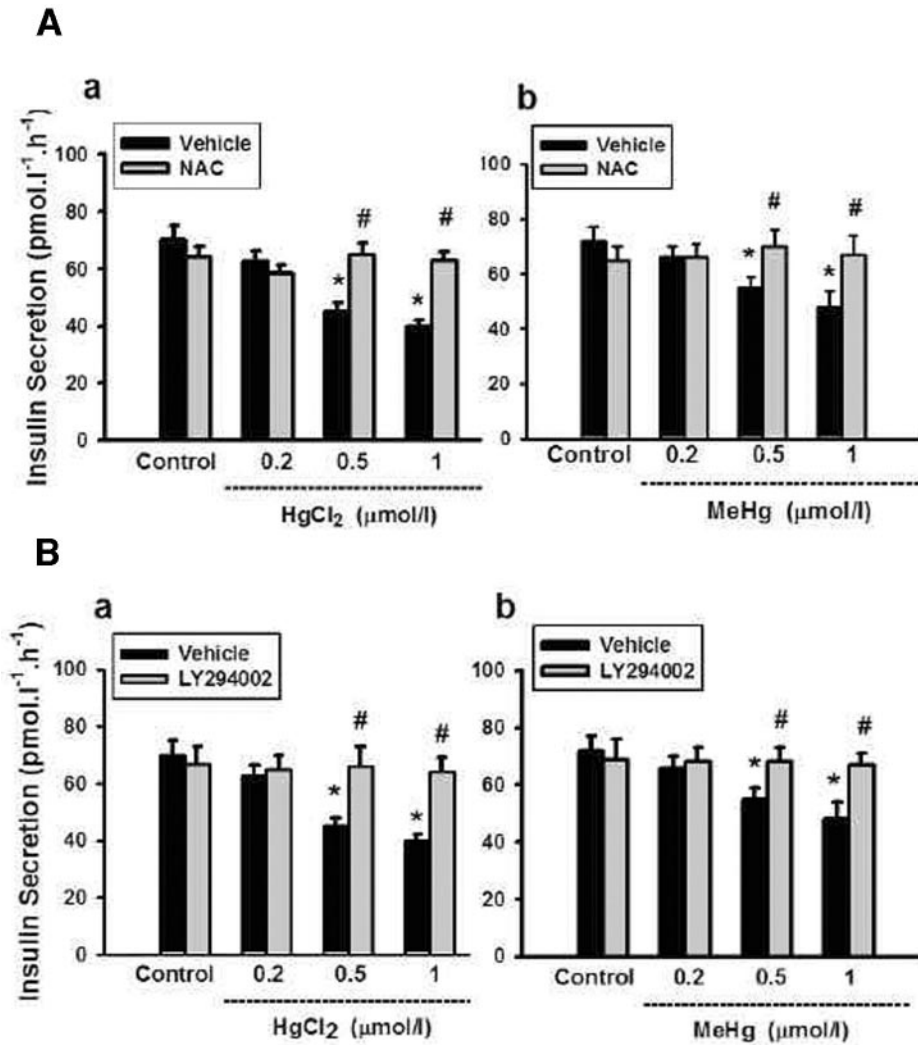 A
a
Insulin Secretion (pmol.l⁻¹.h⁻¹)
Vehicle
NAC
100
80
60
40
20
0
*
#
*
#
Control 0.2 0.5 1
HgCl₂ (μmol/l)
b
Vehicle
NAC
100
80
60
40
20
0
*
#
*
#
Control 0.2 0.5 1
MeHg (μmol/l)
B
a
Insulin Secretion (pmol.l⁻¹.h⁻¹)
Vehicle
LY294002
100
80
60
40
20
0
*
#
*
#
Control 0.2 0.5 1
HgCl₂ (μmol/l)
b
Vehicle
LY294002
100
80
60
40
20
0
*
#
*
#
Control 0.2 0.5 1
MeHg (μmol/l)